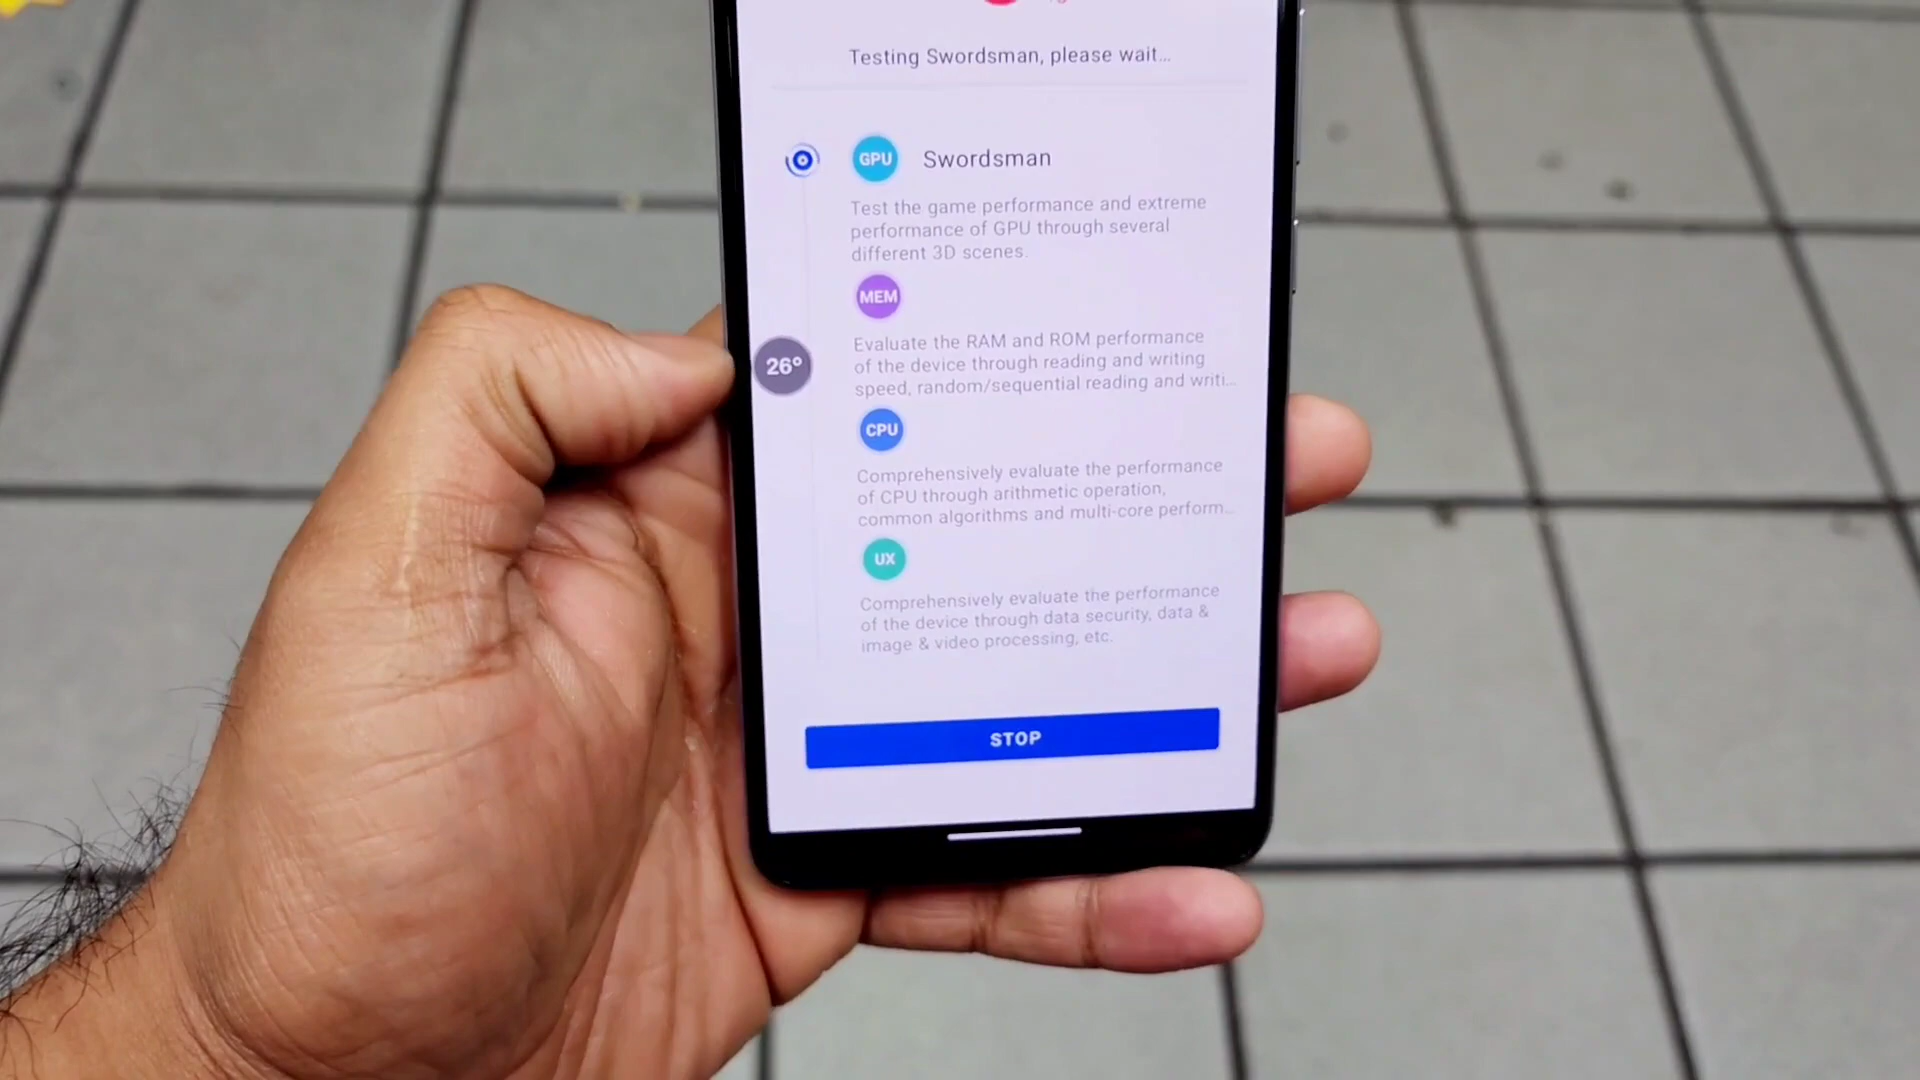 Testing Swordsman, please wait...
GPU Swordsman
Test the game performance and extreme
performance of GPU through several
different 3D scenes.
MEM
Evaluate the RAM and ROM performance
of the device through reading and writing
speed, random/sequential reading and writi...
26°
CPU
Comprehensively evaluate the performance
of CPU through arithmetic operation,
common algorithms and multi-core perform...
UX
Comprehensively evaluate the performance
of the device through data security, data &
image & video processing, etc.
STOP